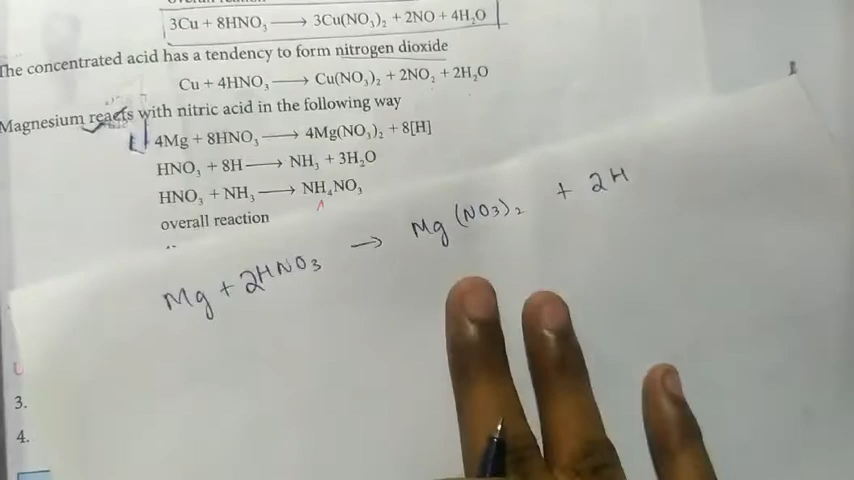 3Cu + 8HNO₃ ⟶ 3Cu(NO₃)₂ + 2NO + 4H₂O
The concentrated acid has a tendency to form nitrogen dioxide
Cu + 4HNO₃ ⟶ Cu(NO₃)₂ + 2NO₂ + 2H₂O
Magnesium reacts with nitric acid in the following way
4Mg + 8HNO₃ ⟶ 4Mg(NO₃)₂ + 8[H]
HNO₃ + 8H ⟶ NH₃ + 3H₂O
HNO₃ + NH₃ ⟶ NH₄NO₃
overall reaction
Mg + 2HNO₃ → Mg(NO₃)₂ + 2H
3.
4.